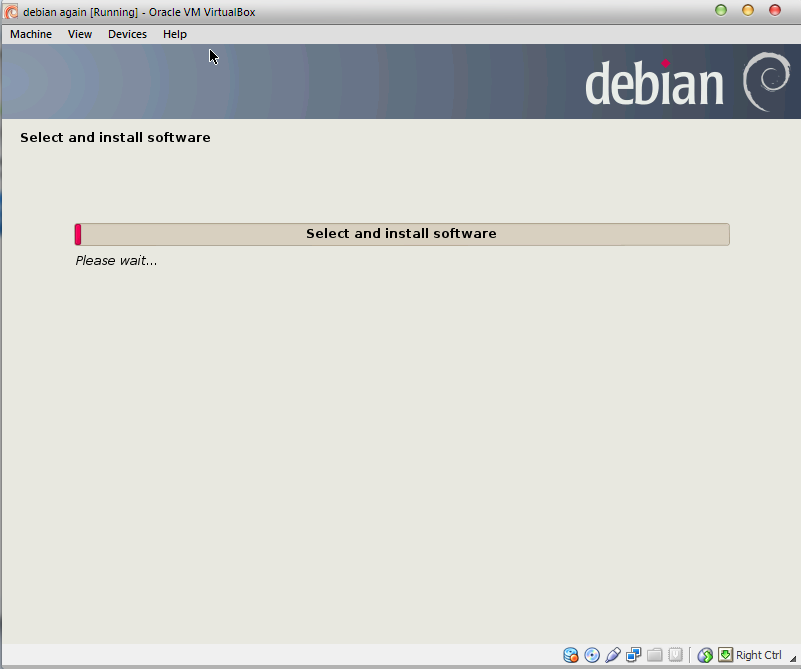 debian again [Running] - Oracle VM VirtualBox
Machine View Devices Help
debian
Select and install software
Select and install software
Please wait...
Right Ctrl